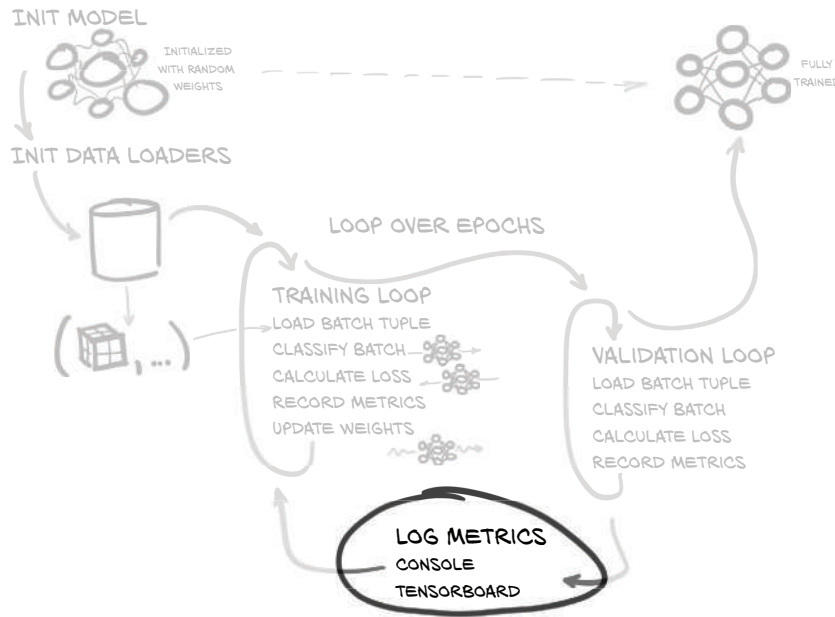 INIT MODEL
INITIALIZED
WITH RANDOM
WEIGHTS
FULLY
TRAINED
INIT DATA LOADERS
LOOP OVER EPOCHS
TRAINING LOOP
LOAD BATCH TUPLE
CLASSIFY BATCH
CALCULATE LOSS
RECORD METRICS
UPDATE WEIGHTS
( , ...)
VALIDATION LOOP
LOAD BATCH TUPLE
CLASSIFY BATCH
CALCULATE LOSS
RECORD METRICS
LOG METRICS
CONSOLE
TENSORBOARD